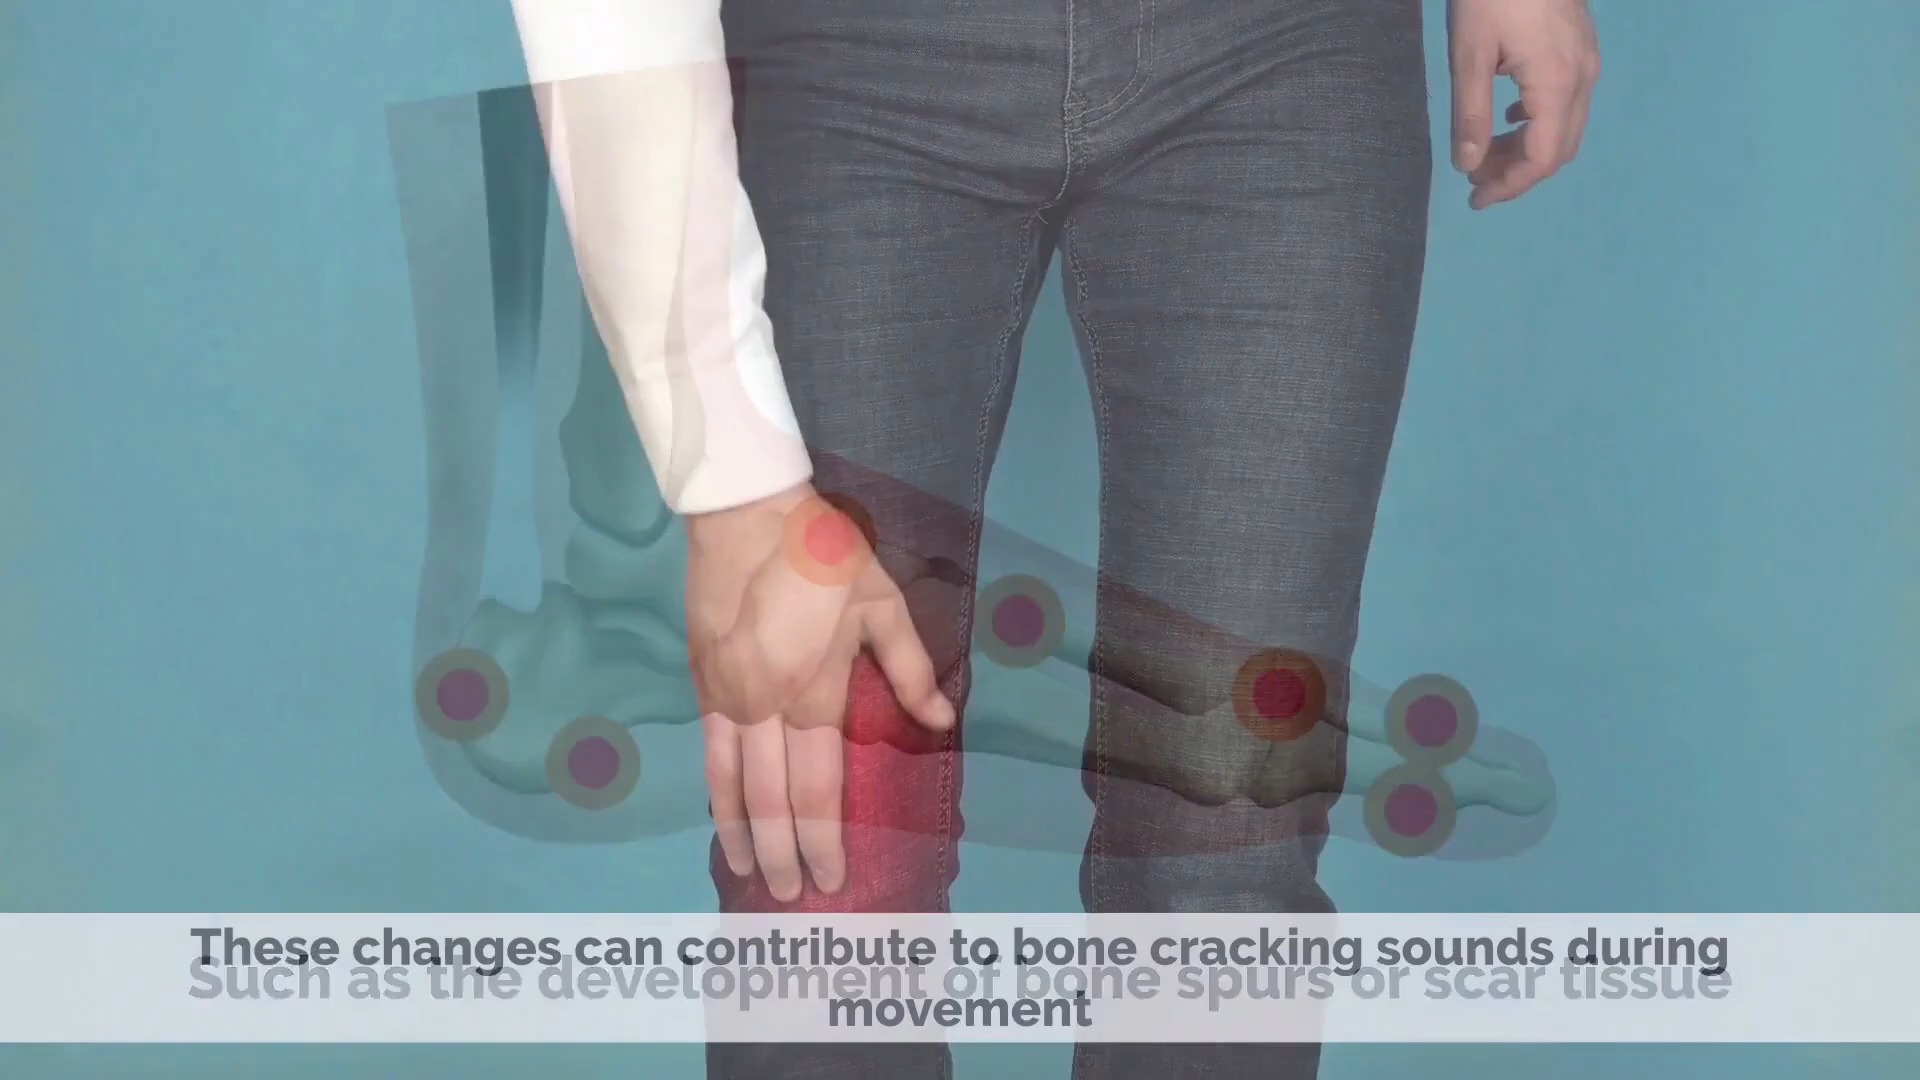 These changes can contribute to bone cracking sounds during
Such as the development of bone spurs or scar tissue
movement